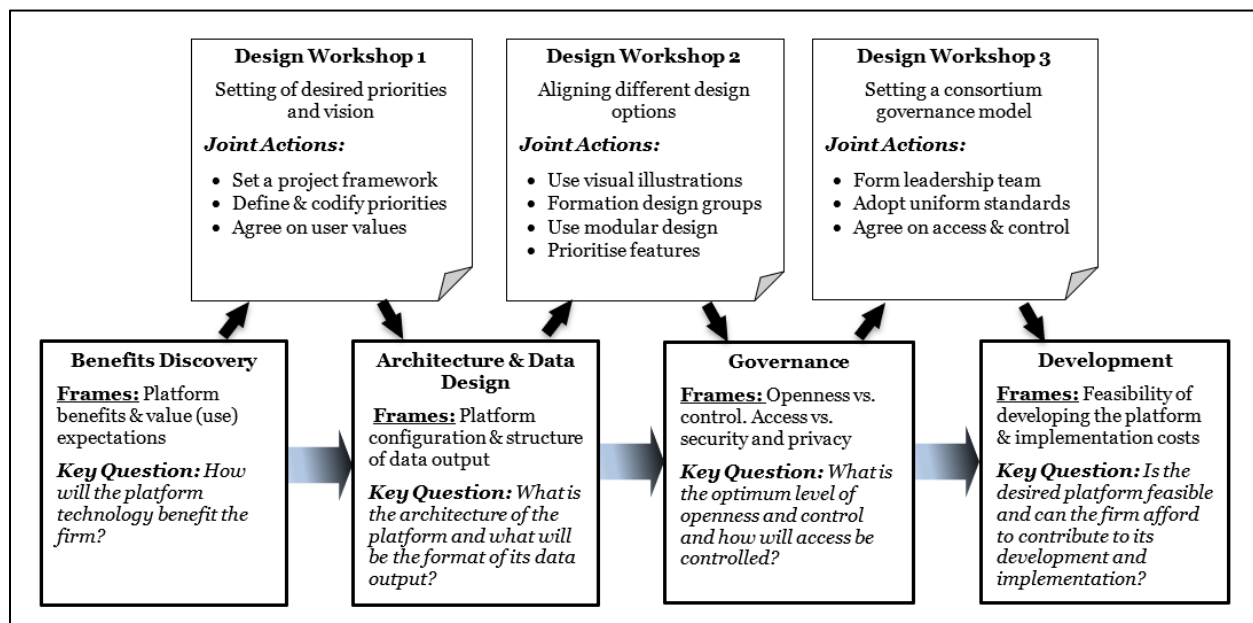 Design Workshop 1
Setting of desired priorities
and vision
Joint Actions:
• Set a project framework
• Define & codify priorities
• Agree on user values
Design Workshop 2
Aligning different design
options
Joint Actions:
• Use visual illustrations
• Formation design groups
• Use modular design
• Prioritise features
Design Workshop 3
Setting a consortium
governance model
Joint Actions:
• Form leadership team
• Adopt uniform standards
• Agree on access & control
Benefits Discovery
Frames: Platform
benefits & value (use)
expectations
Key Question: How
will the platform
technology benefit the
firm?
Architecture & Data
Design
Frames: Platform
configuration & structure
of data output
Key Question: What is
the architecture of the
platform and what will
be the format of its data
output?
Governance
Frames: Openness vs.
control. Access vs.
security and privacy
Key Question: What is
the optimum level of
openness and control
and how will access be
controlled?
Development
Frames: Feasibility of
developing the platform
& implementation costs
Key Question: Is the
desired platform feasible
and can the firm afford
to contribute to its
development and
implementation?